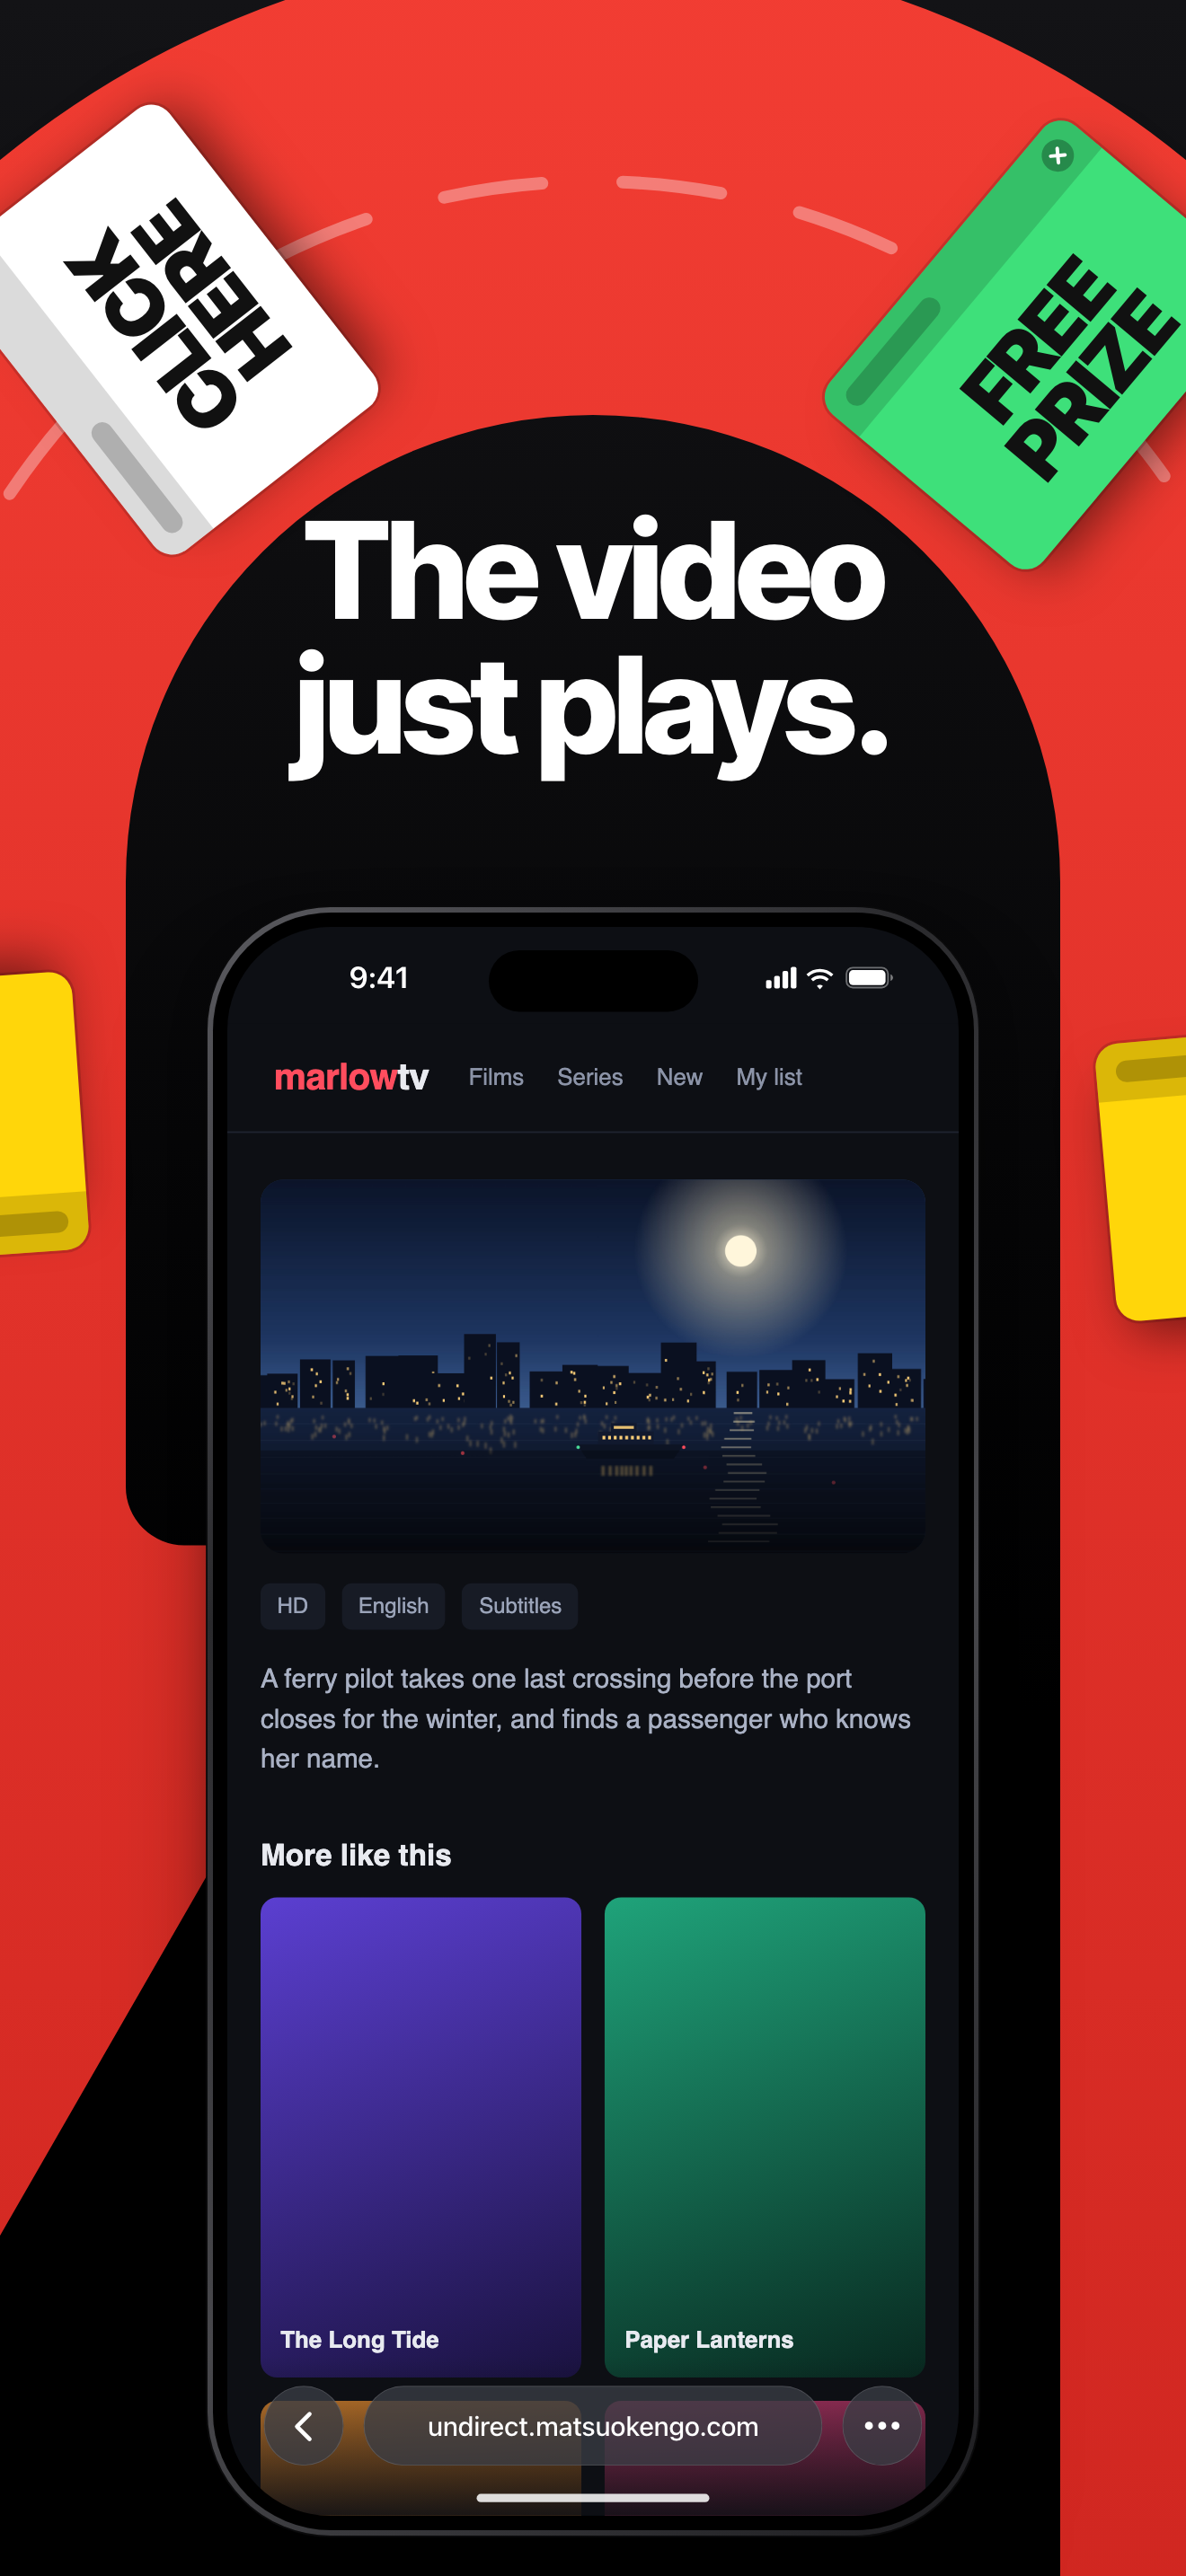 CLICK
HERE
FREE
PRIZE
The video
just plays.
9:41
marlowtv Films Series New My list
HD English Subtitles
A ferry pilot takes one last crossing before the port
closes for the winter, and finds a passenger who knows
her name.
More like this
The Long Tide Paper Lanterns
undirect.matsuokengo.com